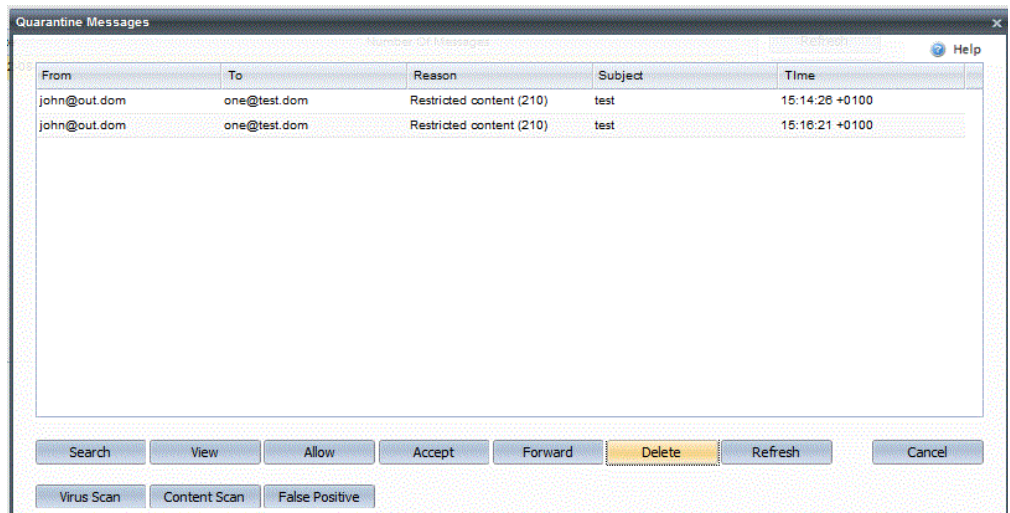 Quarantine Messages
Number Of Messages Refresh
Help
From To Reason Subject TIme
john@out.dom one@test.dom Restricted content (210) test 15:14:26 +0100
john@out.dom one@test.dom Restricted content (210) test 15:16:21 +0100
Search View Allow Accept Forward Delete Refresh Cancel
Virus Scan Content Scan False Positive